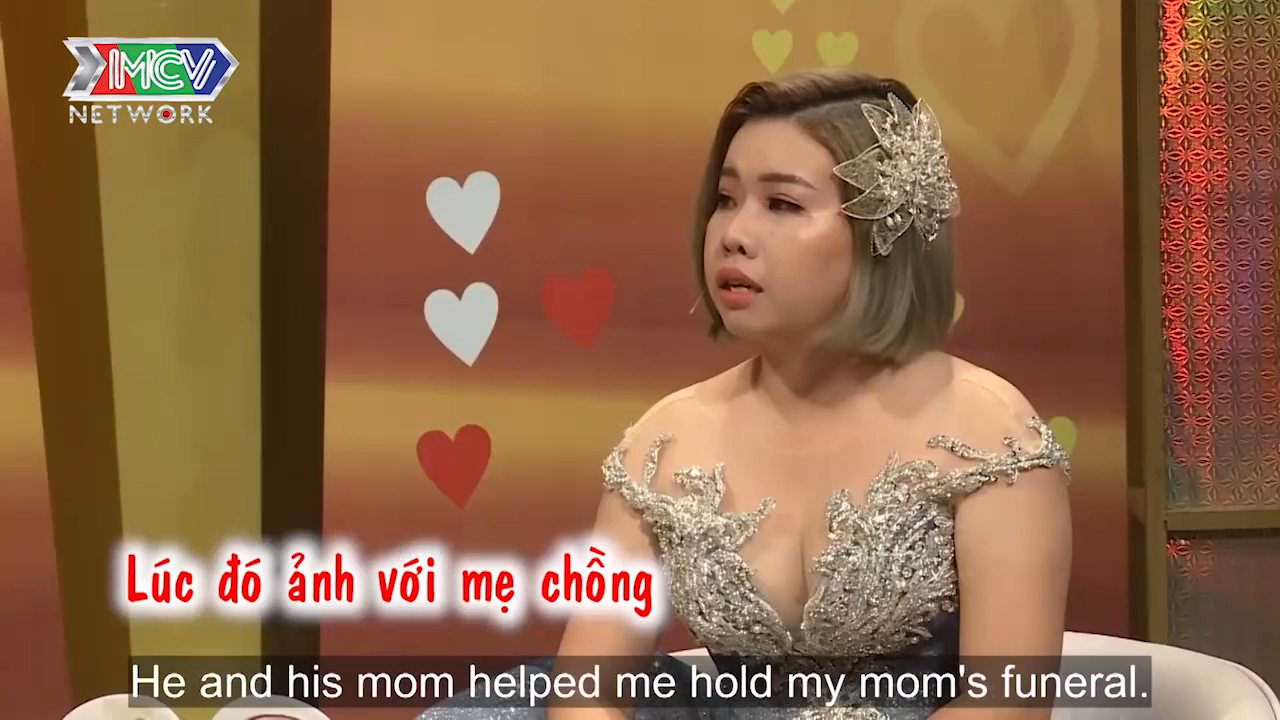 MCV
NETWORK
Lúc đó ảnh với mẹ chồng
He and his mom helped me hold my mom's funeral.